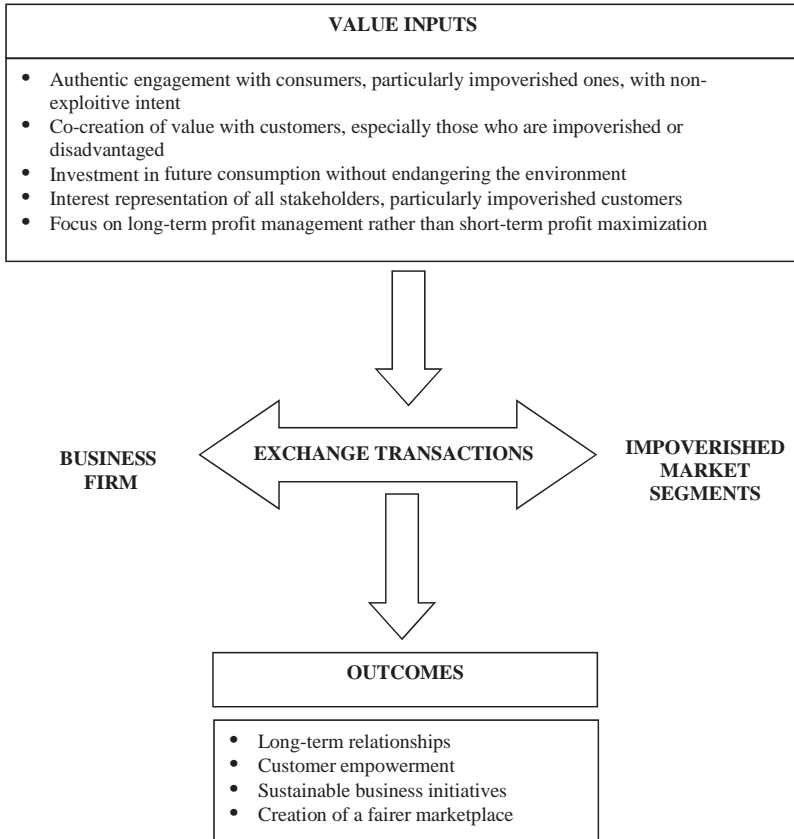 VALUE INPUTS
• Authentic engagement with consumers, particularly impoverished ones, with non-
exploitive intent
• Co-creation of value with customers, especially those who are impoverished or
disadvantaged
• Investment in future consumption without endangering the environment
• Interest representation of all stakeholders, particularly impoverished customers
• Focus on long-term profit management rather than short-term profit maximization
BUSINESS
FIRM
EXCHANGE TRANSACTIONS
IMPOVERISHED
MARKET
SEGMENTS
OUTCOMES
• Long-term relationships
• Customer empowerment
• Sustainable business initiatives
• Creation of a fairer marketplace